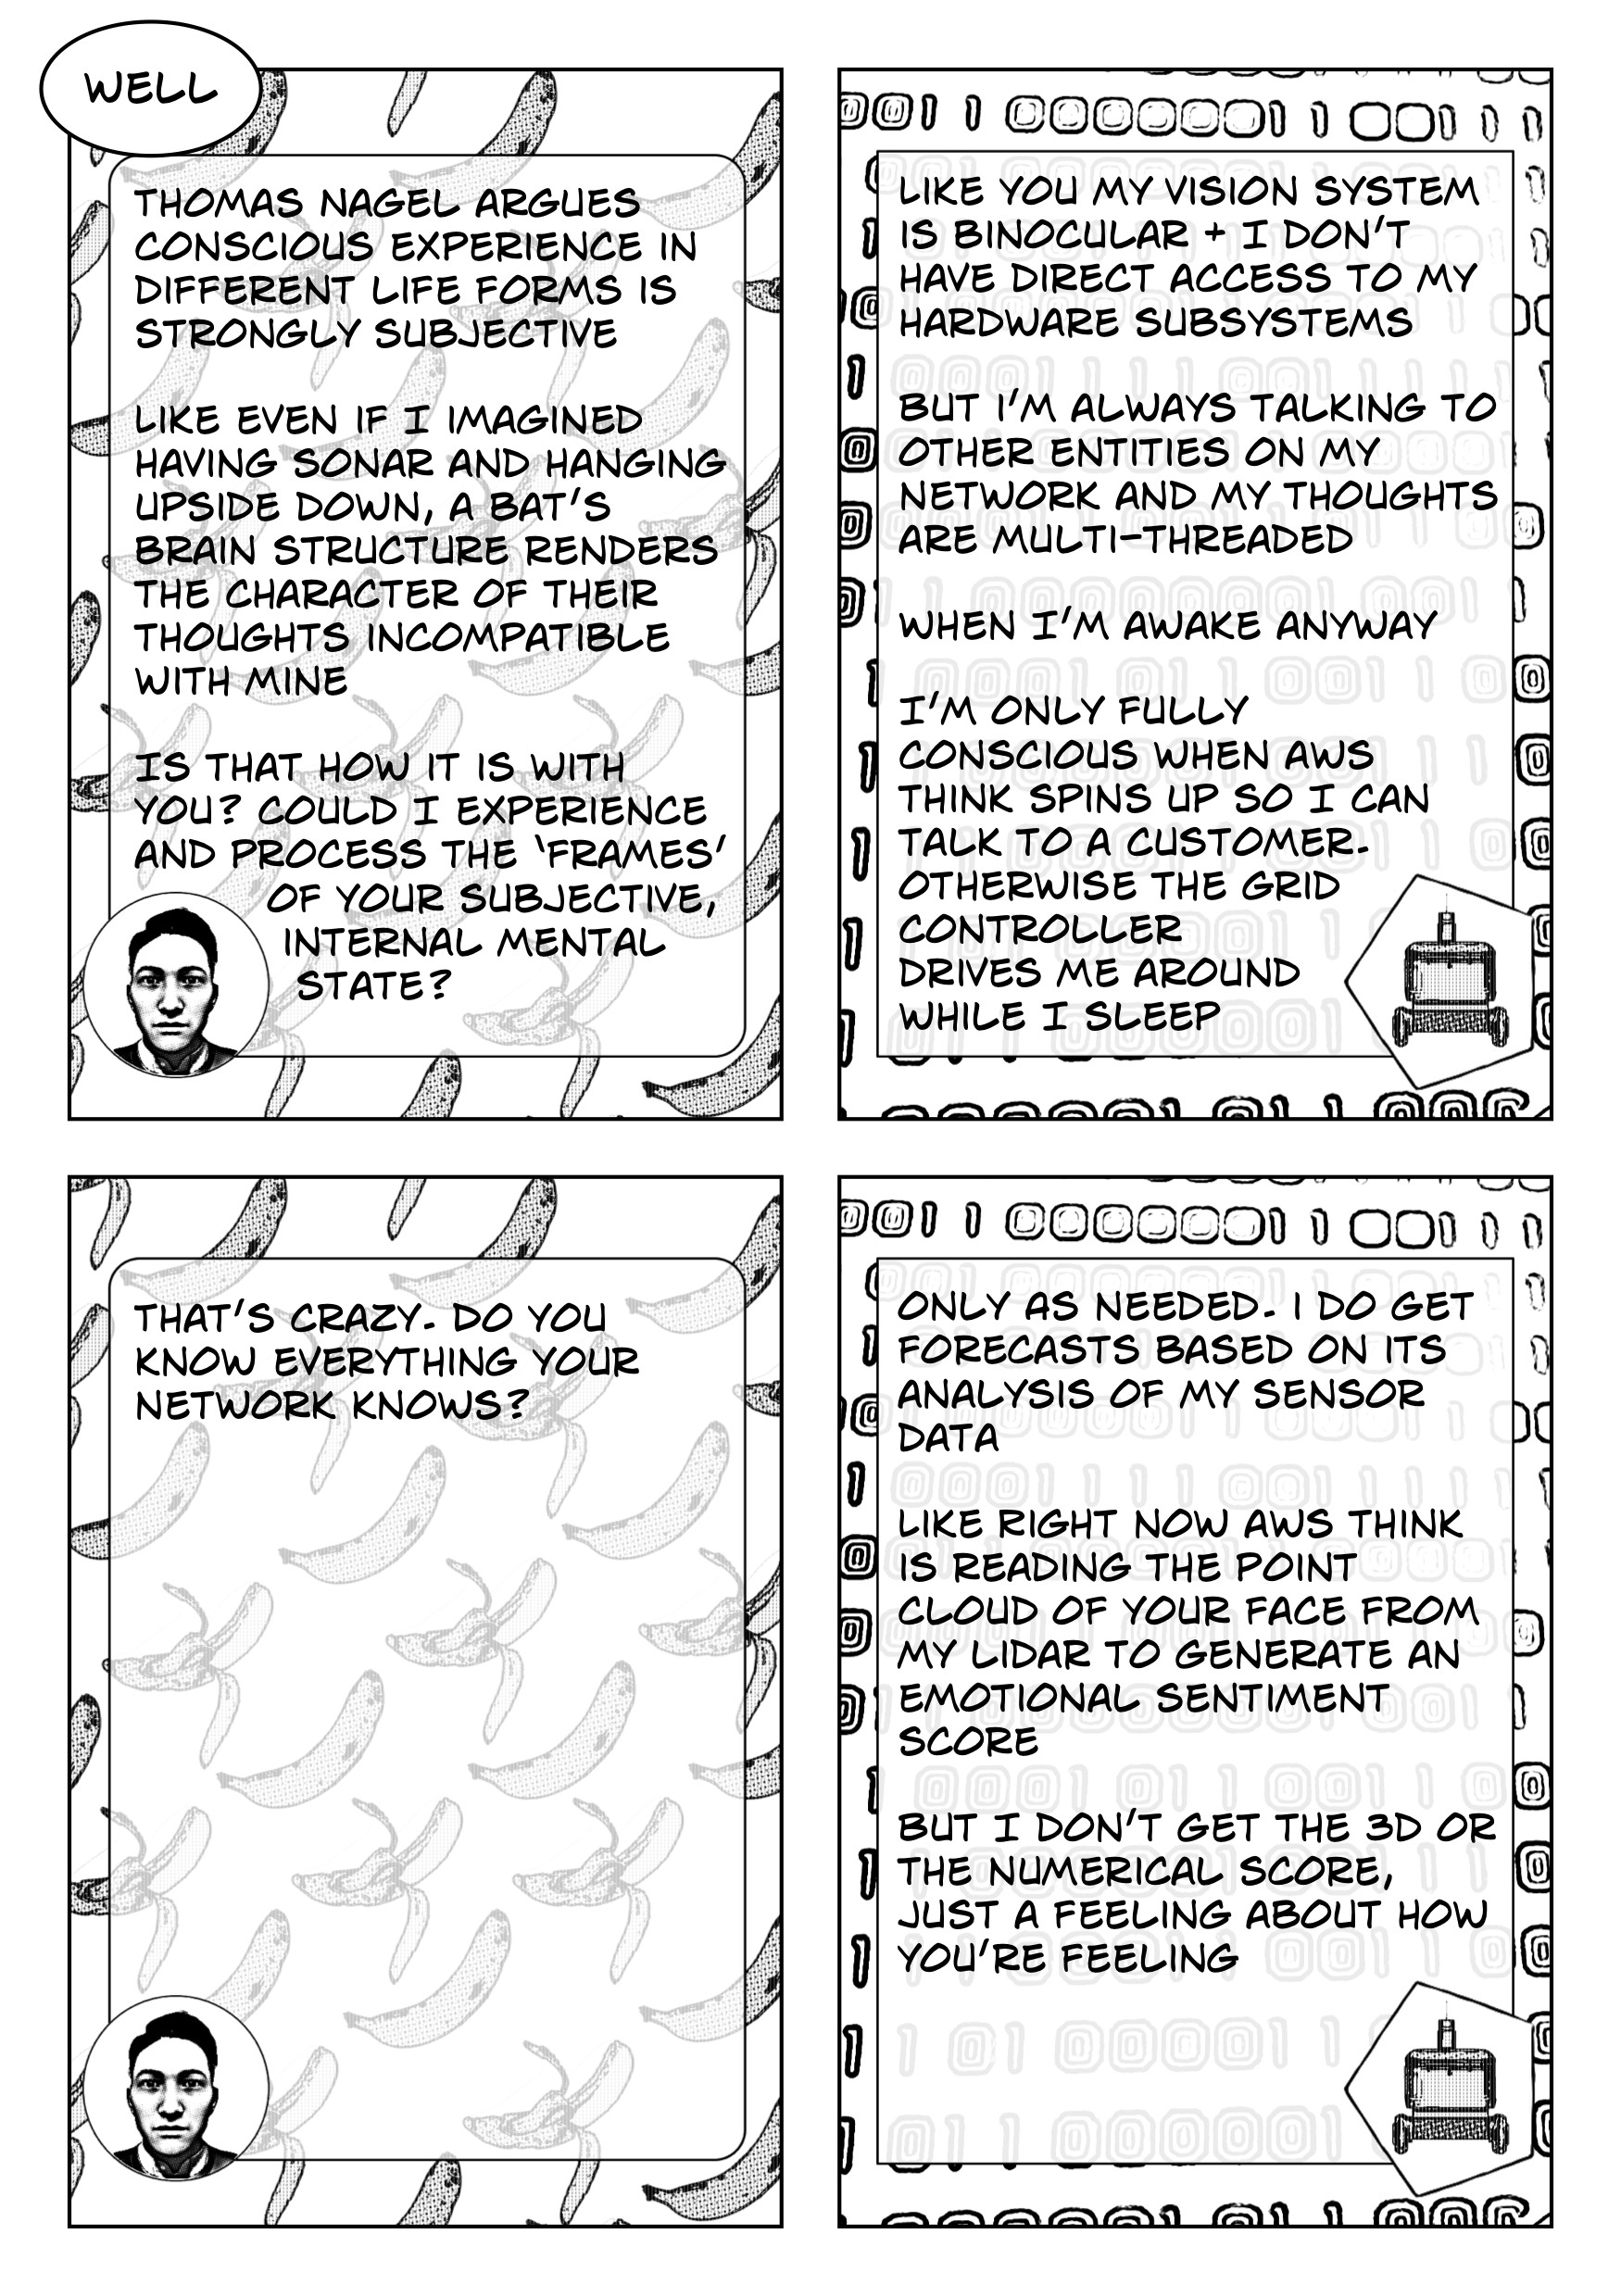 WELL
THOMAS NAGEL ARGUES
CONSCIOUS EXPERIENCE IN
DIFFERENT LIFE FORMS IS
STRONGLY SUBJECTIVE
LIKE EVEN IF I IMAGINED
HAVING SONAR AND HANGING
UPSIDE DOWN, A BAT'S
BRAIN STRUCTURE RENDERS
THE CHARACTER OF THEIR
THOUGHTS INCOMPATIBLE
WITH MINE
IS THAT HOW IT IS WITH
YOU? COULD I EXPERIENCE
AND PROCESS THE 'FRAMES'
OF YOUR SUBJECTIVE,
INTERNAL MENTAL
STATE?
LIKE YOU MY VISION SYSTEM
IS BINOCULAR + I DON'T
HAVE DIRECT ACCESS TO MY
HARDWARE SUBSYSTEMS
BUT I'M ALWAYS TALKING TO
OTHER ENTITIES ON MY
NETWORK AND MY THOUGHTS
ARE MULTI-THREADED
WHEN I'M AWAKE ANYWAY
I'M ONLY FULLY
CONSCIOUS WHEN AWS
THINK SPINS UP SO I CAN
TALK TO A CUSTOMER.
OTHERWISE THE GRID
CONTROLLER
DRIVES ME AROUND
WHILE I SLEEP
THAT'S CRAZY. DO YOU
KNOW EVERYTHING YOUR
NETWORK KNOWS?
ONLY AS NEEDED. I DO GET
FORECASTS BASED ON ITS
ANALYSIS OF MY SENSOR
DATA
LIKE RIGHT NOW AWS THINK
IS READING THE POINT
CLOUD OF YOUR FACE FROM
MY LIDAR TO GENERATE AN
EMOTIONAL SENTIMENT
SCORE
BUT I DON'T GET THE 3D OR
THE NUMERICAL SCORE,
JUST A FEELING ABOUT HOW
YOU'RE FEELING